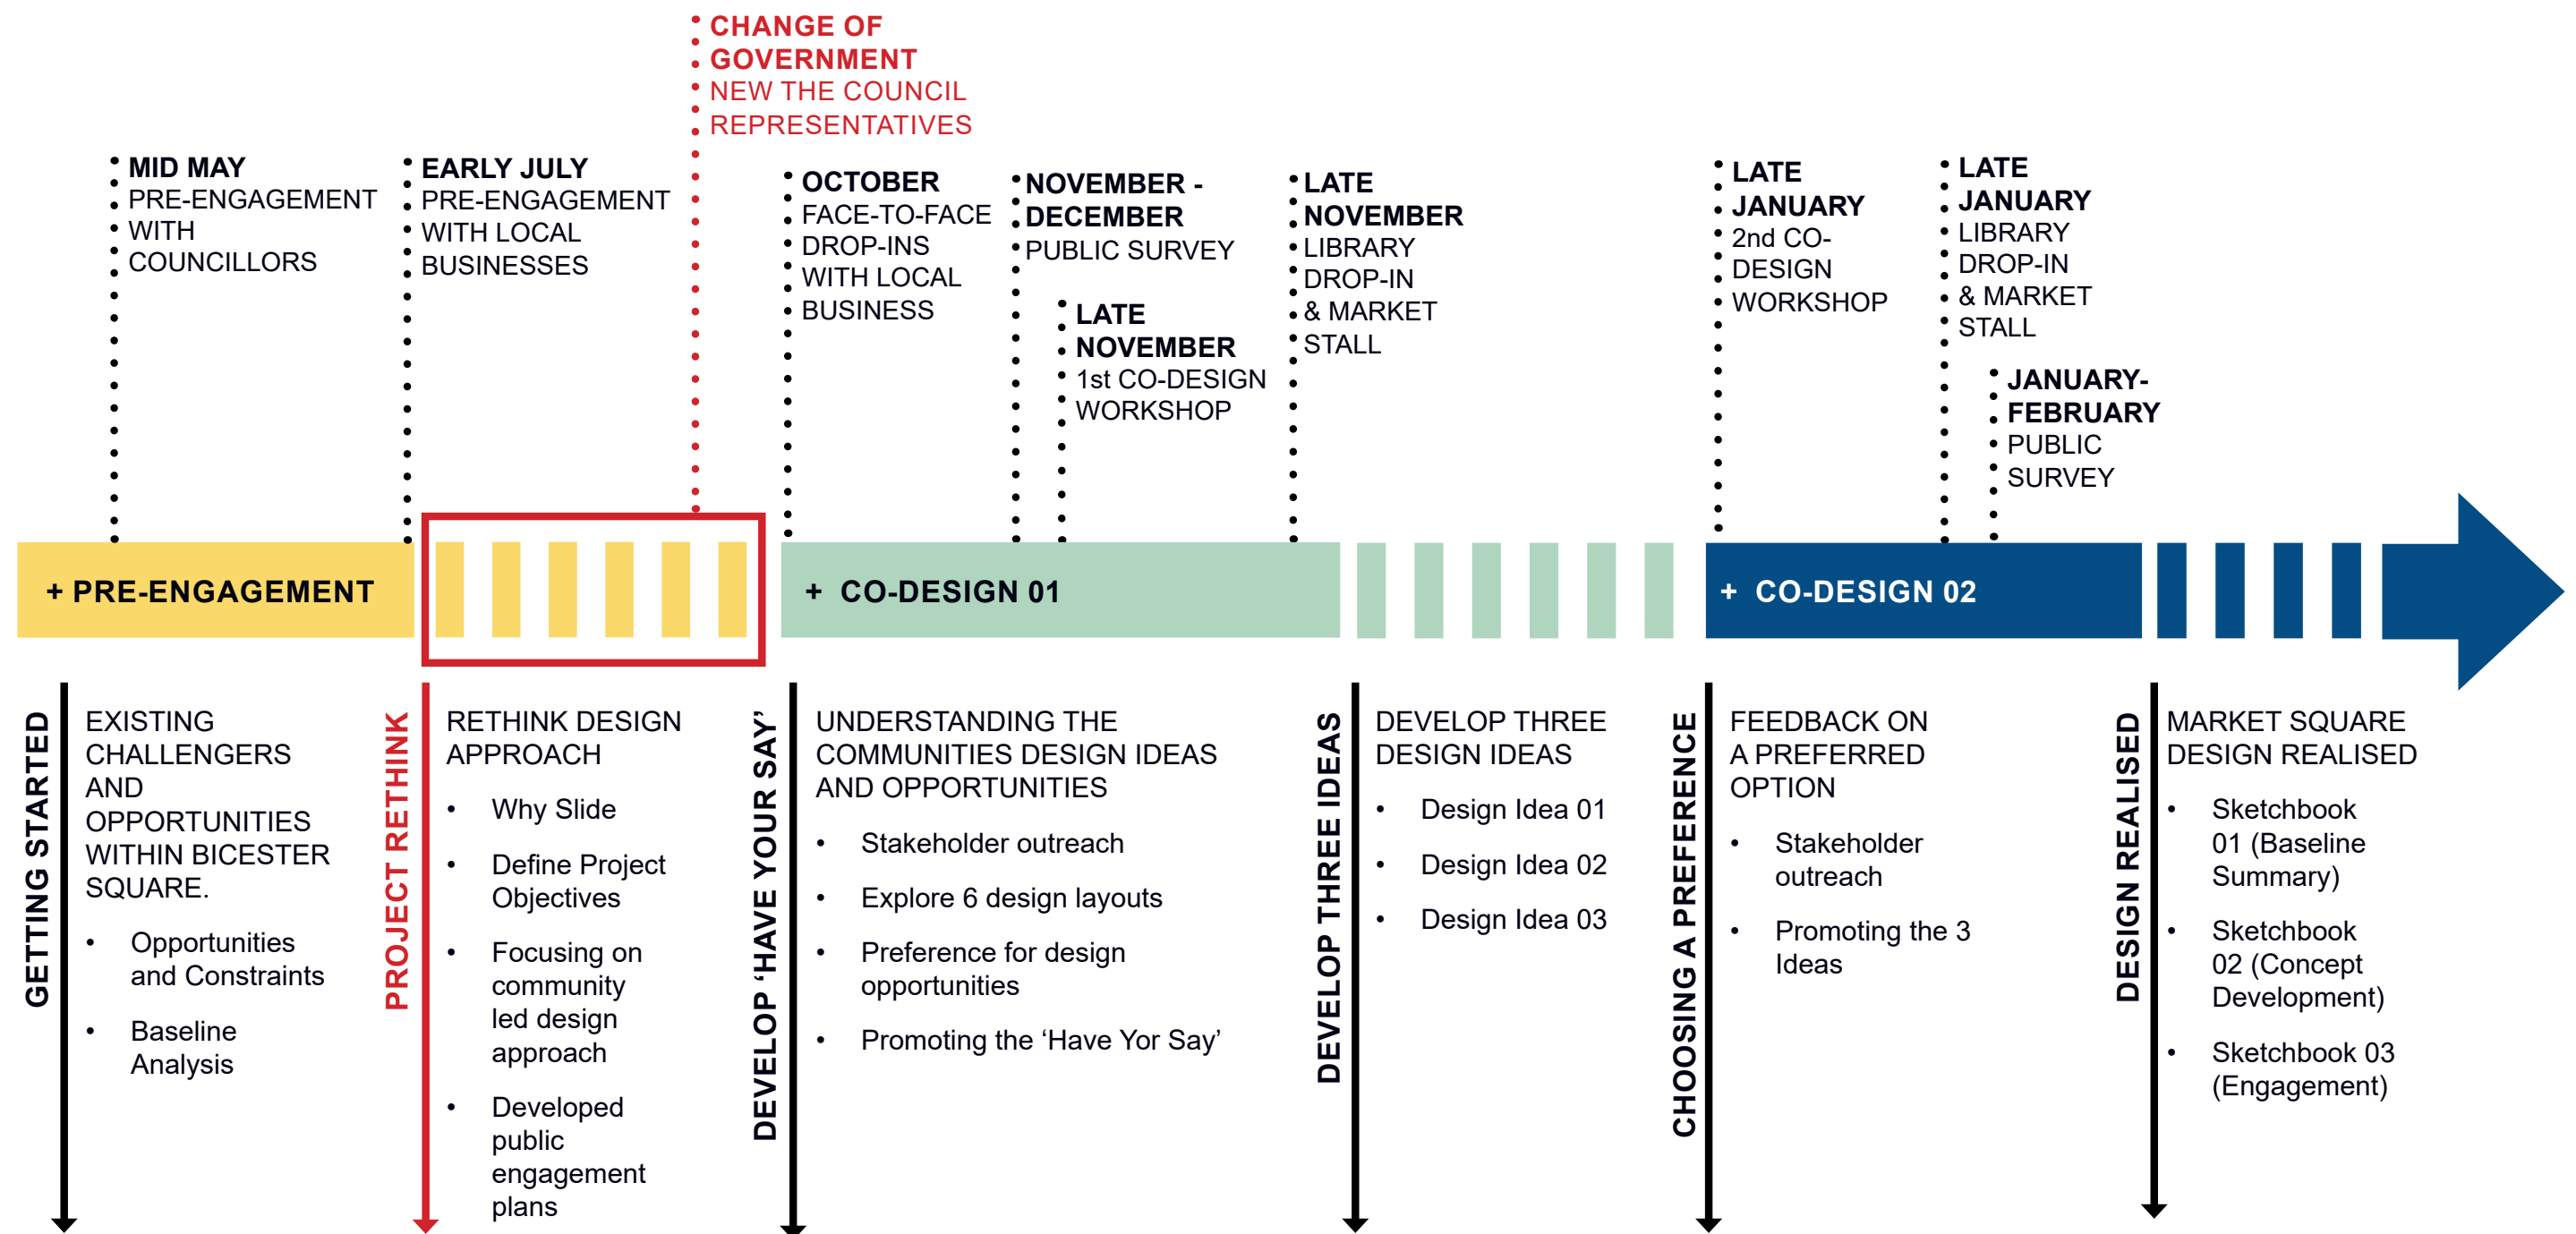 CHANGE OF
GOVERNMENT
NEW THE COUNCIL
REPRESENTATIVES
MID MAY
PRE-ENGAGEMENT
WITH
COUNCILLORS
EARLY JULY
PRE-ENGAGEMENT
WITH LOCAL
BUSINESSES
OCTOBER
FACE-TO-FACE
DROP-INS
WITH LOCAL
BUSINESS
NOVEMBER -
DECEMBER
PUBLIC SURVEY
LATE
NOVEMBER
1st CO-DESIGN
WORKSHOP
LATE
NOVEMBER
LIBRARY
DROP-IN
& MARKET
STALL
LATE
JANUARY
2nd CO-
DESIGN
WORKSHOP
LATE
JANUARY
LIBRARY
DROP-IN
& MARKET
STALL
JANUARY-
FEBRUARY
PUBLIC
SURVEY
+ PRE-ENGAGEMENT
+ CO-DESIGN 01
+ CO-DESIGN 02
GETTING STARTED
EXISTING
CHALLENGERS
AND
OPPORTUNITIES
WITHIN BICESTER
SQUARE.
• Opportunities
and Constraints
• Baseline
Analysis
PROJECT RETHINK
RETHINK DESIGN
APPROACH
• Why Slide
• Define Project
Objectives
• Focusing on
community
led design
approach
• Developed
public
engagement
plans
DEVELOP ‘HAVE YOUR SAY’
UNDERSTANDING THE
COMMUNITIES DESIGN IDEAS
AND OPPORTUNITIES
• Stakeholder outreach
• Explore 6 design layouts
• Preference for design
opportunities
• Promoting the ‘Have Yor Say’
DEVELOP THREE IDEAS
DEVELOP THREE
DESIGN IDEAS
• Design Idea 01
• Design Idea 02
• Design Idea 03
CHOOSING A PREFERENCE
FEEDBACK ON
A PREFERRED
OPTION
• Stakeholder
outreach
• Promoting the 3
Ideas
DESIGN REALISED
MARKET SQUARE
DESIGN REALISED
• Sketchbook
01 (Baseline
Summary)
• Sketchbook
02 (Concept
Development)
• Sketchbook 03
(Engagement)